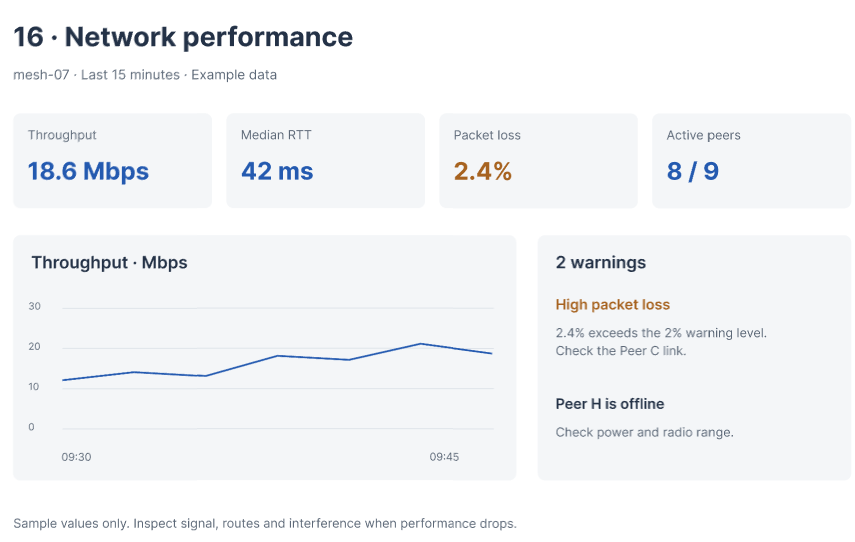 16 · Network performance
mesh-07 · Last 15 minutes · Example data
Throughput
18.6 Mbps
Median RTT
42 ms
Packet loss
2.4%
Active peers
8 / 9
Throughput · Mbps
30
20
10
0
09:30
09:45
2 warnings
High packet loss
2.4% exceeds the 2% warning level.
Check the Peer C link.
Peer H is offline
Check power and radio range.
Sample values only. Inspect signal, routes and interference when performance drops.